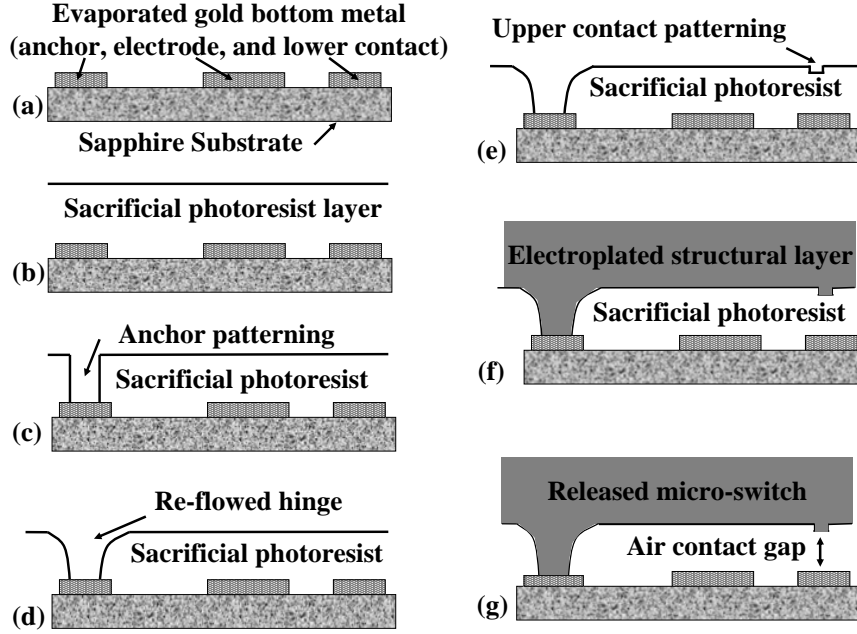 Evaporated gold bottom metal
(anchor, electrode, and lower contact)
(a)
Sapphire Substrate
Sacrificial photoresist layer
(b)
Anchor patterning
Sacrificial photoresist
(c)
Re-flowed hinge
Sacrificial photoresist
(d)
Upper contact patterning
Sacrificial photoresist
(e)
Electroplated structural layer
Sacrificial photoresist
(f)
Released micro-switch
Air contact gap
(g)